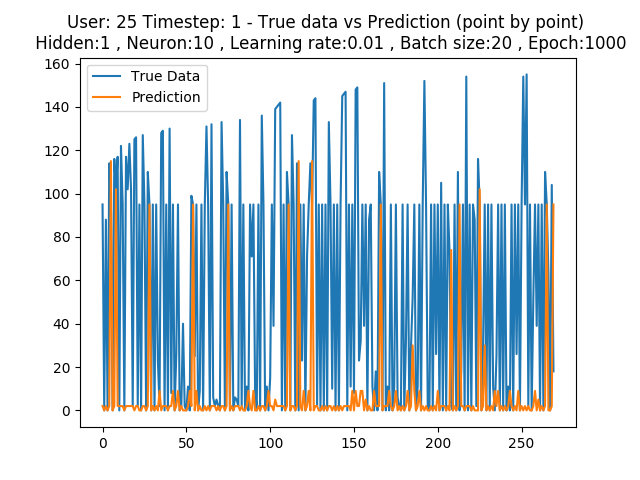 User: 25 Timestep: 1 - True data vs Prediction (point by point)
Hidden:1 , Neuron:10 , Learning rate:0.01 , Batch size:20 , Epoch:1000
True Data
Prediction
160
140
120
100
80
60
40
20
0
0 50 100 150 200 250